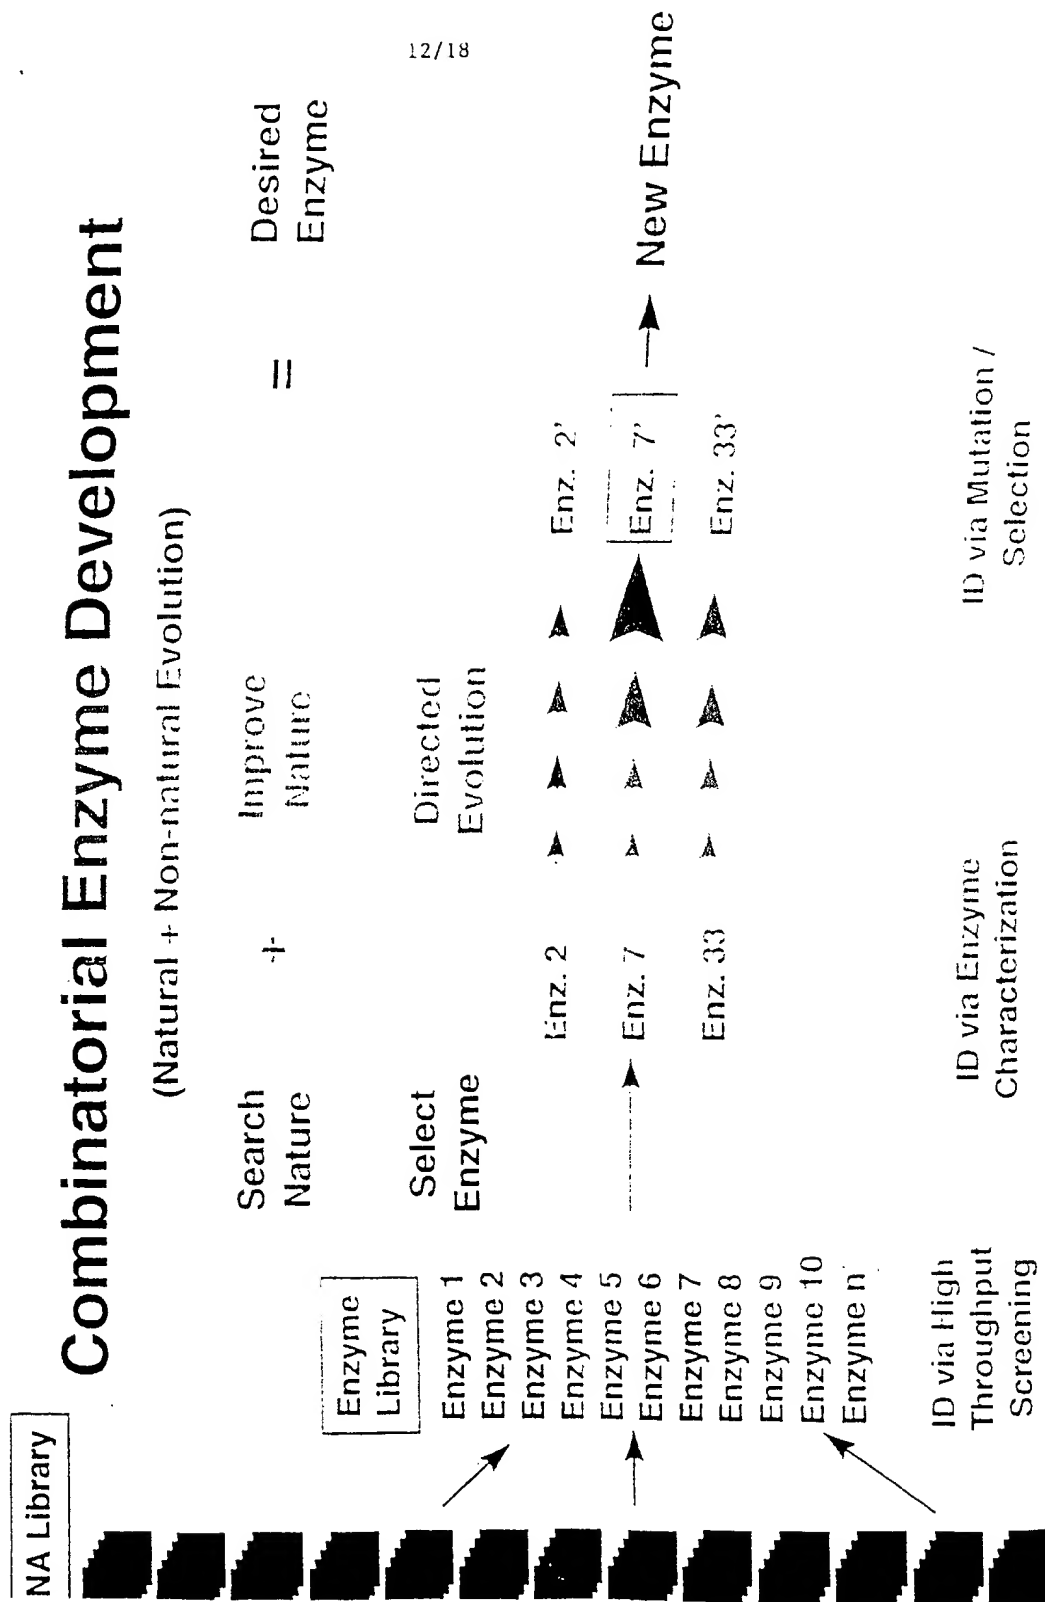 12/18
NA Library
Combinatorial Enzyme Development
(Natural + Non-natural Evolution)
Search
Nature
+
Improve
Nature
=
Desired
Enzyme
Enzyme
Library
Select
Enzyme
Directed
Evolution
Enzyme 1
Enzyme 2
Enzyme 3
Enzyme 4
Enzyme 5
Enzyme 6
Enzyme 7
Enzyme 8
Enzyme 9
Enzyme 10
Enzyme n
Enz. 2
Enz. 7
Enz. 33
Enz. 2'
Enz. 7'
Enz. 33'
New Enzyme
ID via High
Throughput
Screening
ID via Enzyme
Characterization
ID via Mutation /
Selection